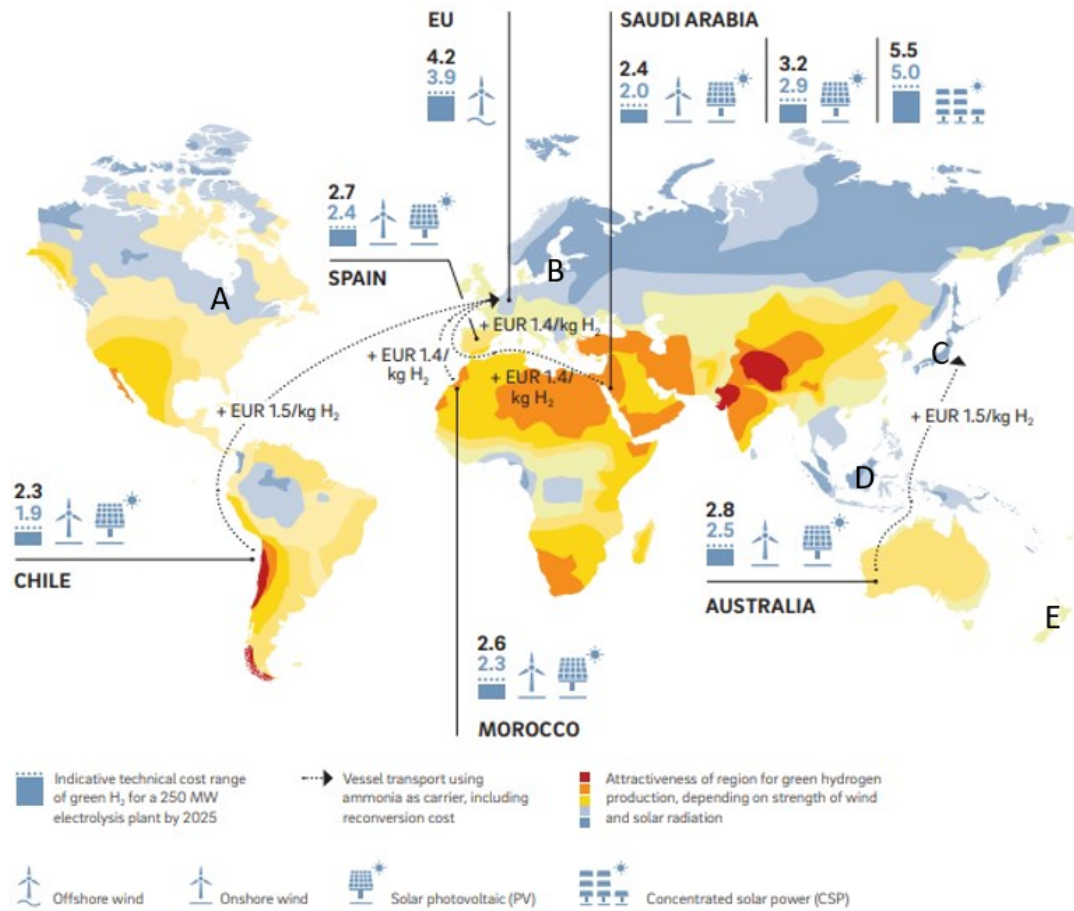 EU
4.2
3.9
SAUDI ARABIA
2.4
2.0
3.2
2.9
5.5
5.0
2.7
2.4
SPAIN
A
B
C
D
E
+ EUR 1.4/kg H₂
+ EUR 1.4/
kg H₂
+ EUR 1.4/
kg H₂
+ EUR 1.5/kg H₂
+ EUR 1.5/kg H₂
2.3
1.9
CHILE
2.8
2.5
AUSTRALIA
2.6
2.3
MOROCCO
Indicative technical cost range
of green H₂ for a 250 MW
electrolysis plant by 2025
Vessel transport using
ammonia as carrier, including
reconversion cost
Attractiveness of region for green hydrogen
production, depending on strength of wind
and solar radiation
Offshore wind
Onshore wind
Solar photovoltaic (PV)
Concentrated solar power (CSP)